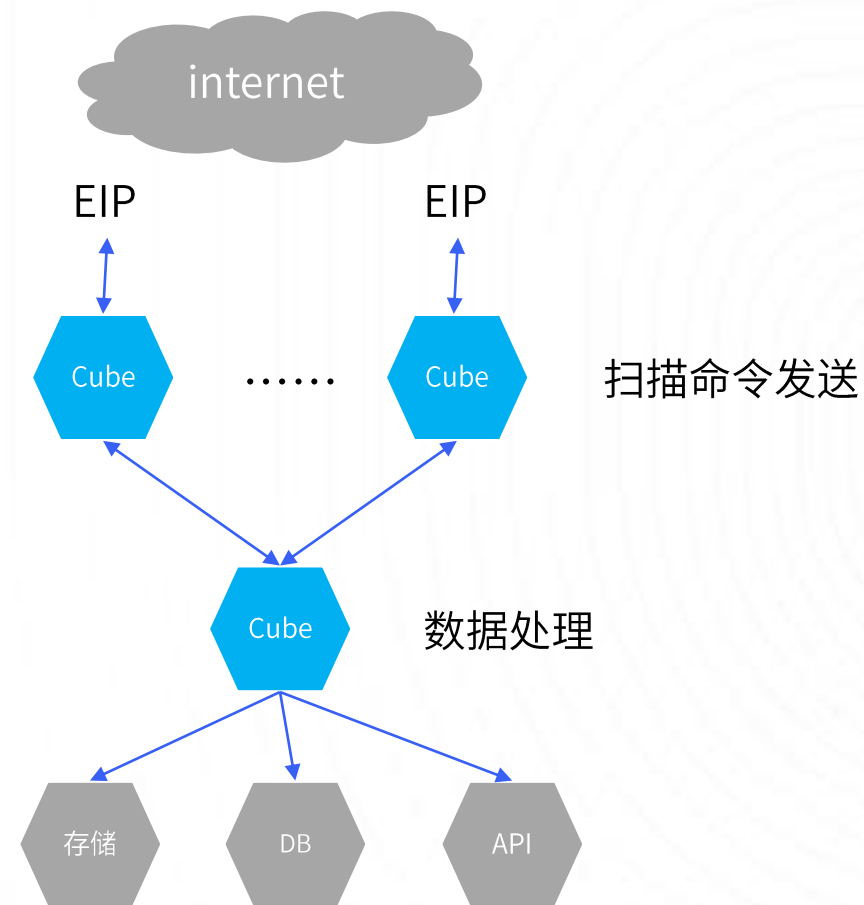 internet
EIP
EIP
Cube
......
Cube
扫描命令发送
Cube
数据处理
存储
DB
API